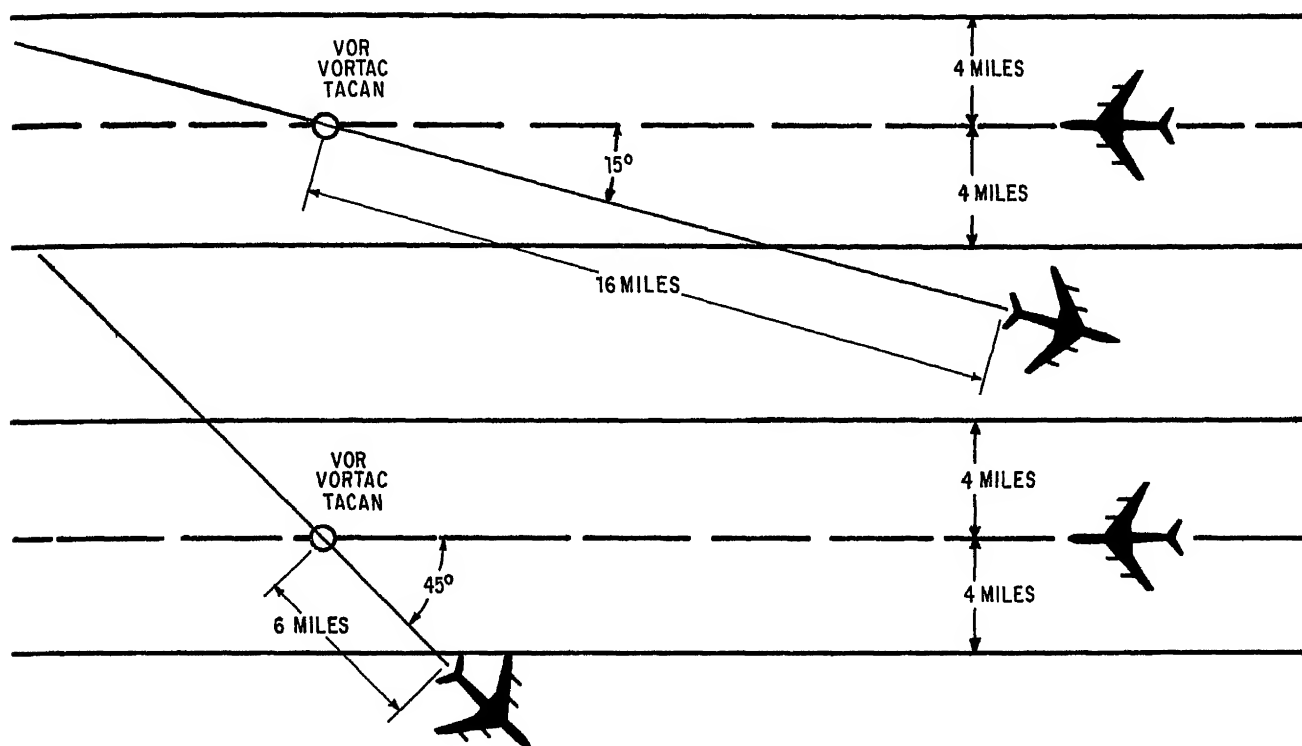 VOR
VORTAC
TACAN
4 MILES
15°
4 MILES
16 MILES
VOR
VORTAC
TACAN
4 MILES
45°
4 MILES
6 MILES